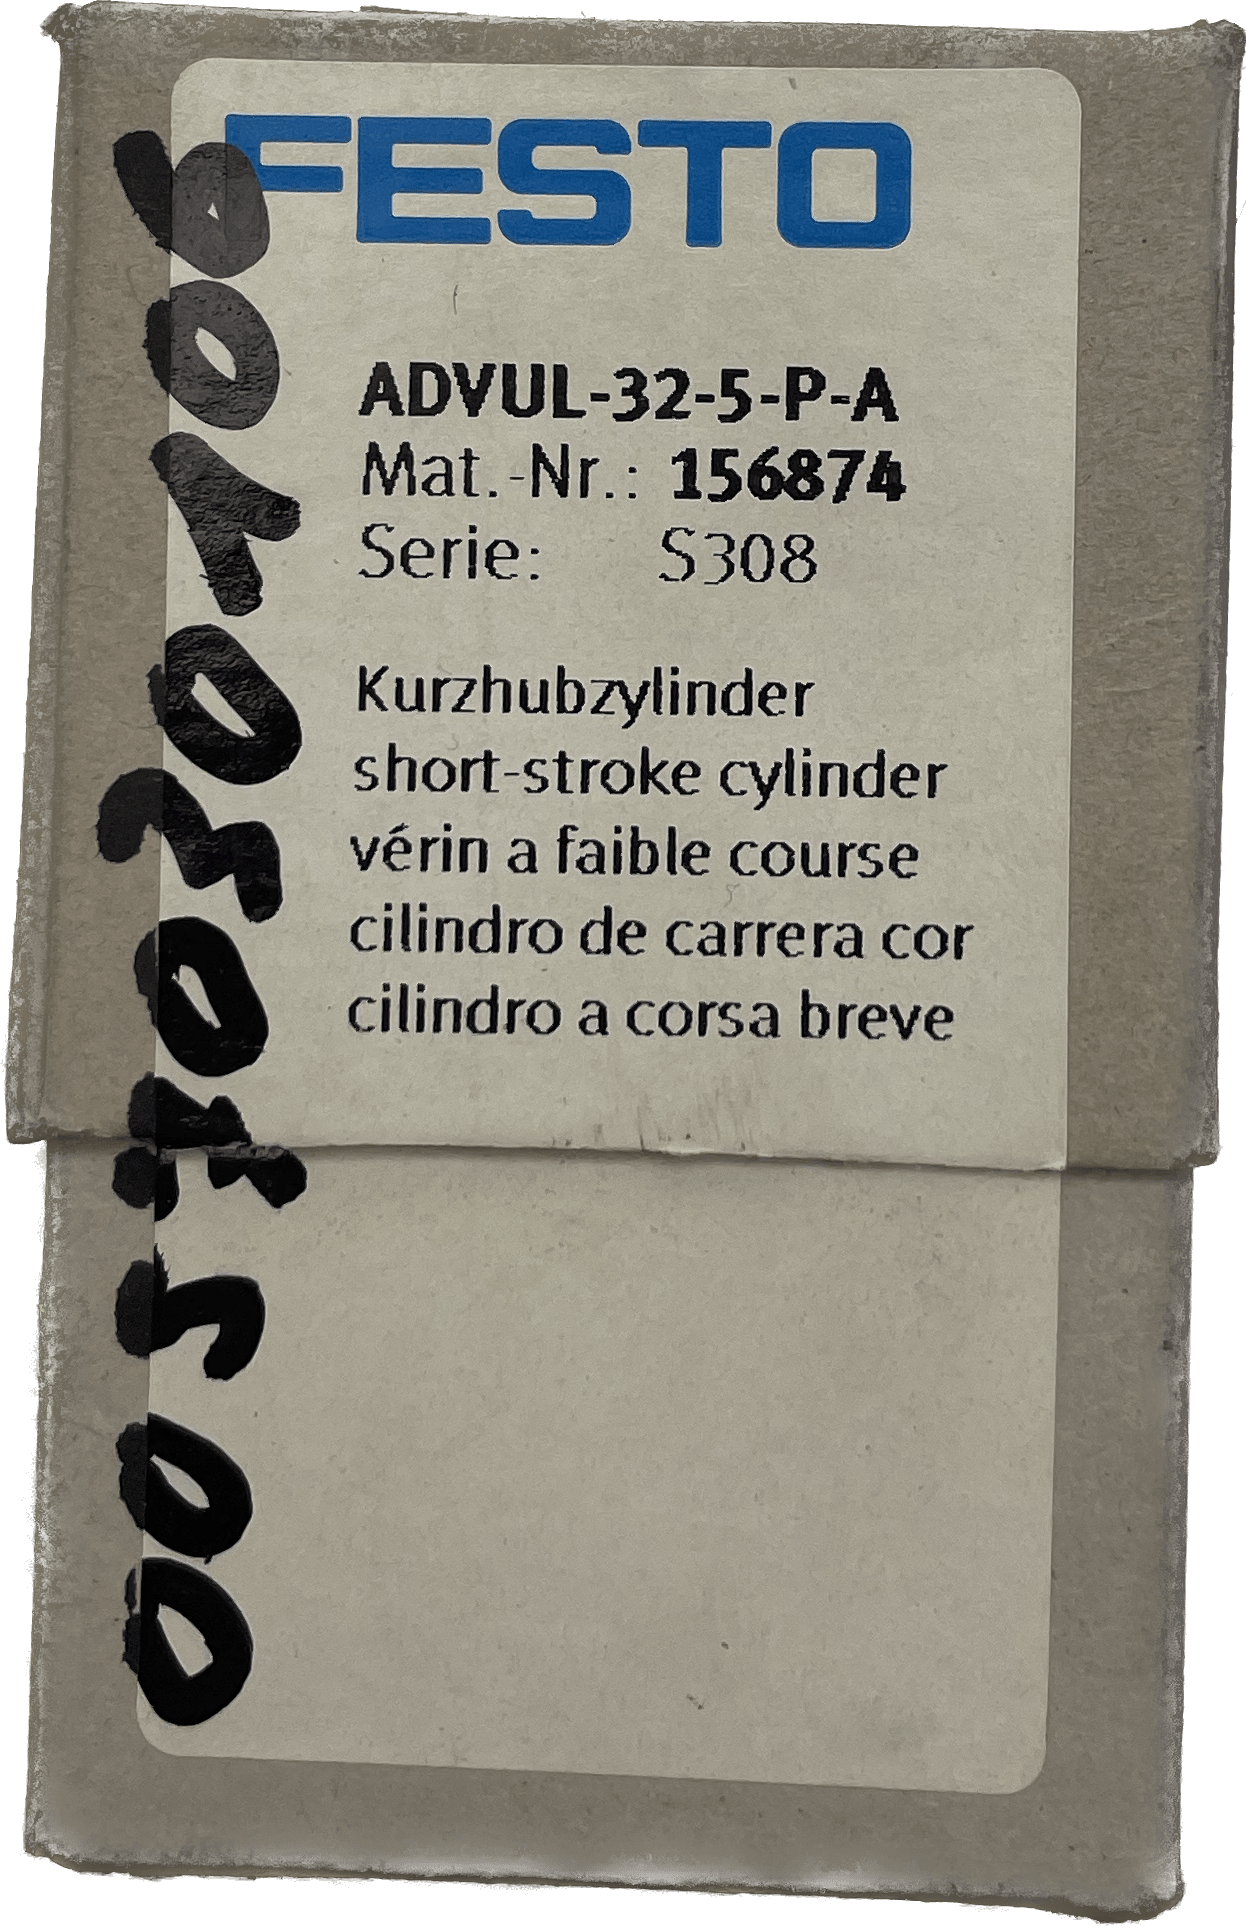 FESTO
ADVUL-32-5-P-A
Mat.-Nr.: 156874
Serie: S308
Kurzhubzylinder
short-stroke cylinder
vérin a faible course
cilindro de carrera cor
cilindro a corsa breve